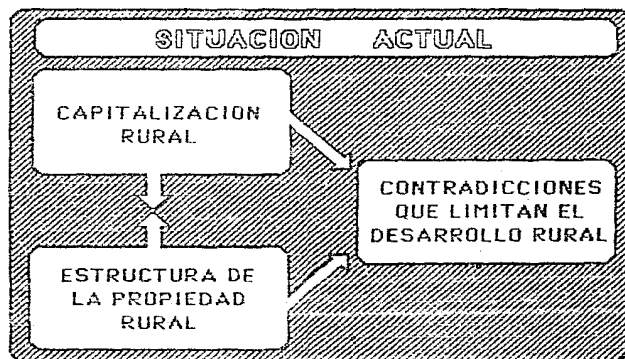 SITUACION ACTUAL
CAPITALIZACION
RURAL
CONTRADICCIONES
QUE LIMITAN EL
DESARROLLO RURAL
ESTRUCTURA DE
LA PROPIEDAD
RURAL